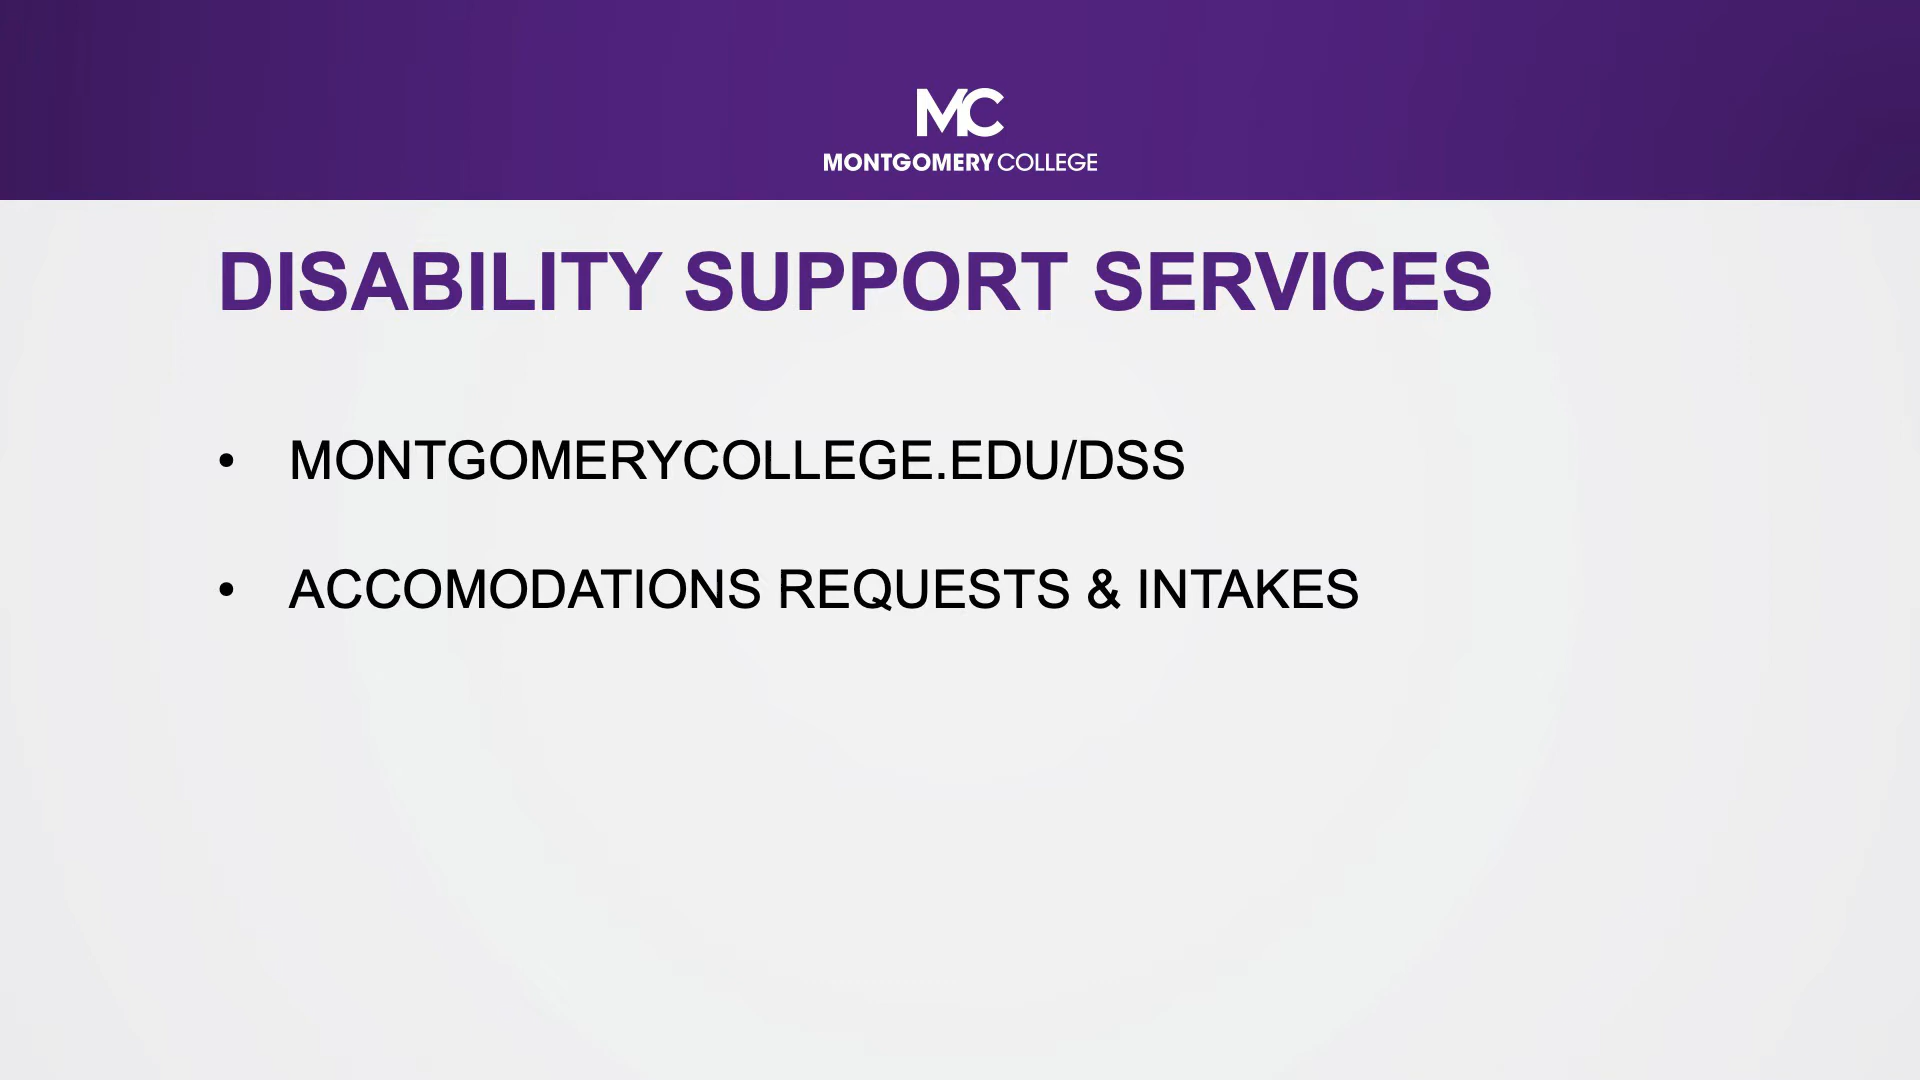 MC
MONTGOMERY COLLEGE
DISABILITY SUPPORT SERVICES
• MONTGOMERYCOLLEGE.EDU/DSS
• ACCOMODATIONS REQUESTS & INTAKES